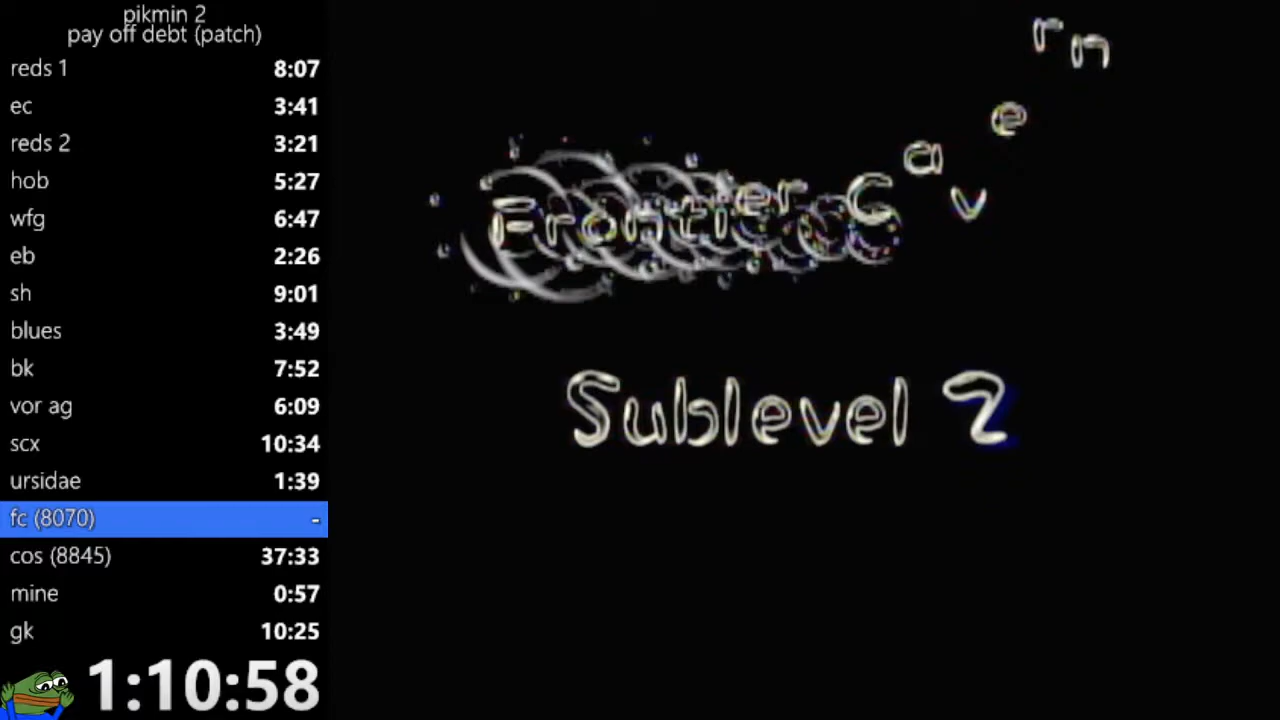 pikmin 2
pay off debt (patch)
reds 1 8:07
ec 3:41
reds 2 3:21
hob 5:27
wfg 6:47
eb 2:26
sh 9:01
blues 3:49
bk 7:52
vor ag 6:09
scx 10:34
ursidae 1:39
fc (8070) -
cos (8845) 37:33
mine 0:57
gk 10:25
1:10:58
Frontier Cavern
Sublevel 2